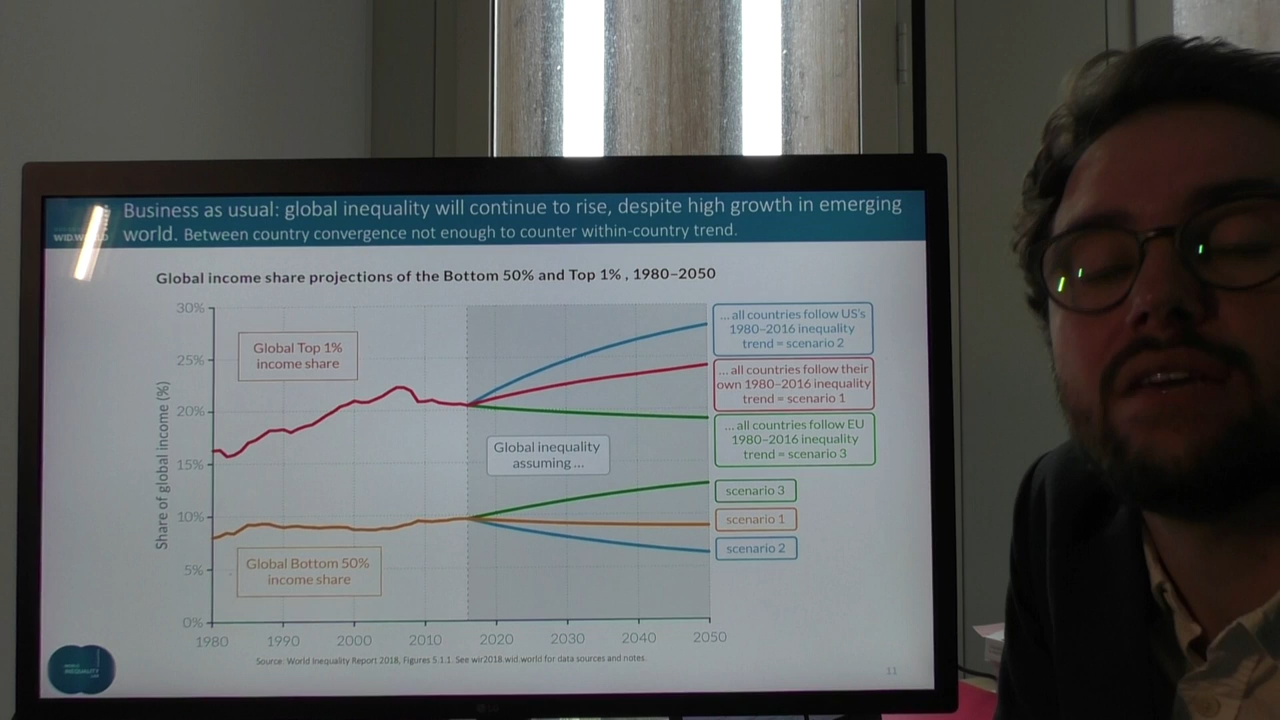 Business as usual: global inequality will continue to rise, despite high growth in emerging
world. Between country convergence not enough to counter within-country trend.
WID.W
Global income share projections of the Bottom 50% and Top 1% , 1980–2050
Share of global income (%)
30%
25%
20%
15%
10%
5%
0%
1980
1990
2000
2010
2020
2030
2040
2050
Global Top 1%
income share
Global Bottom 50%
income share
Global inequality
assuming ...
... all countries follow US's
1980–2016 inequality
trend = scenario 2
... all countries follow their
own 1980–2016 inequality
trend = scenario 1
... all countries follow EU
1980–2016 inequality
trend = scenario 3
scenario 3
scenario 1
scenario 2
Source: World Inequality Report 2018, Figures 5.1.1. See wir2018.wid.world for data sources and notes.
INEQUALITY
11
LG